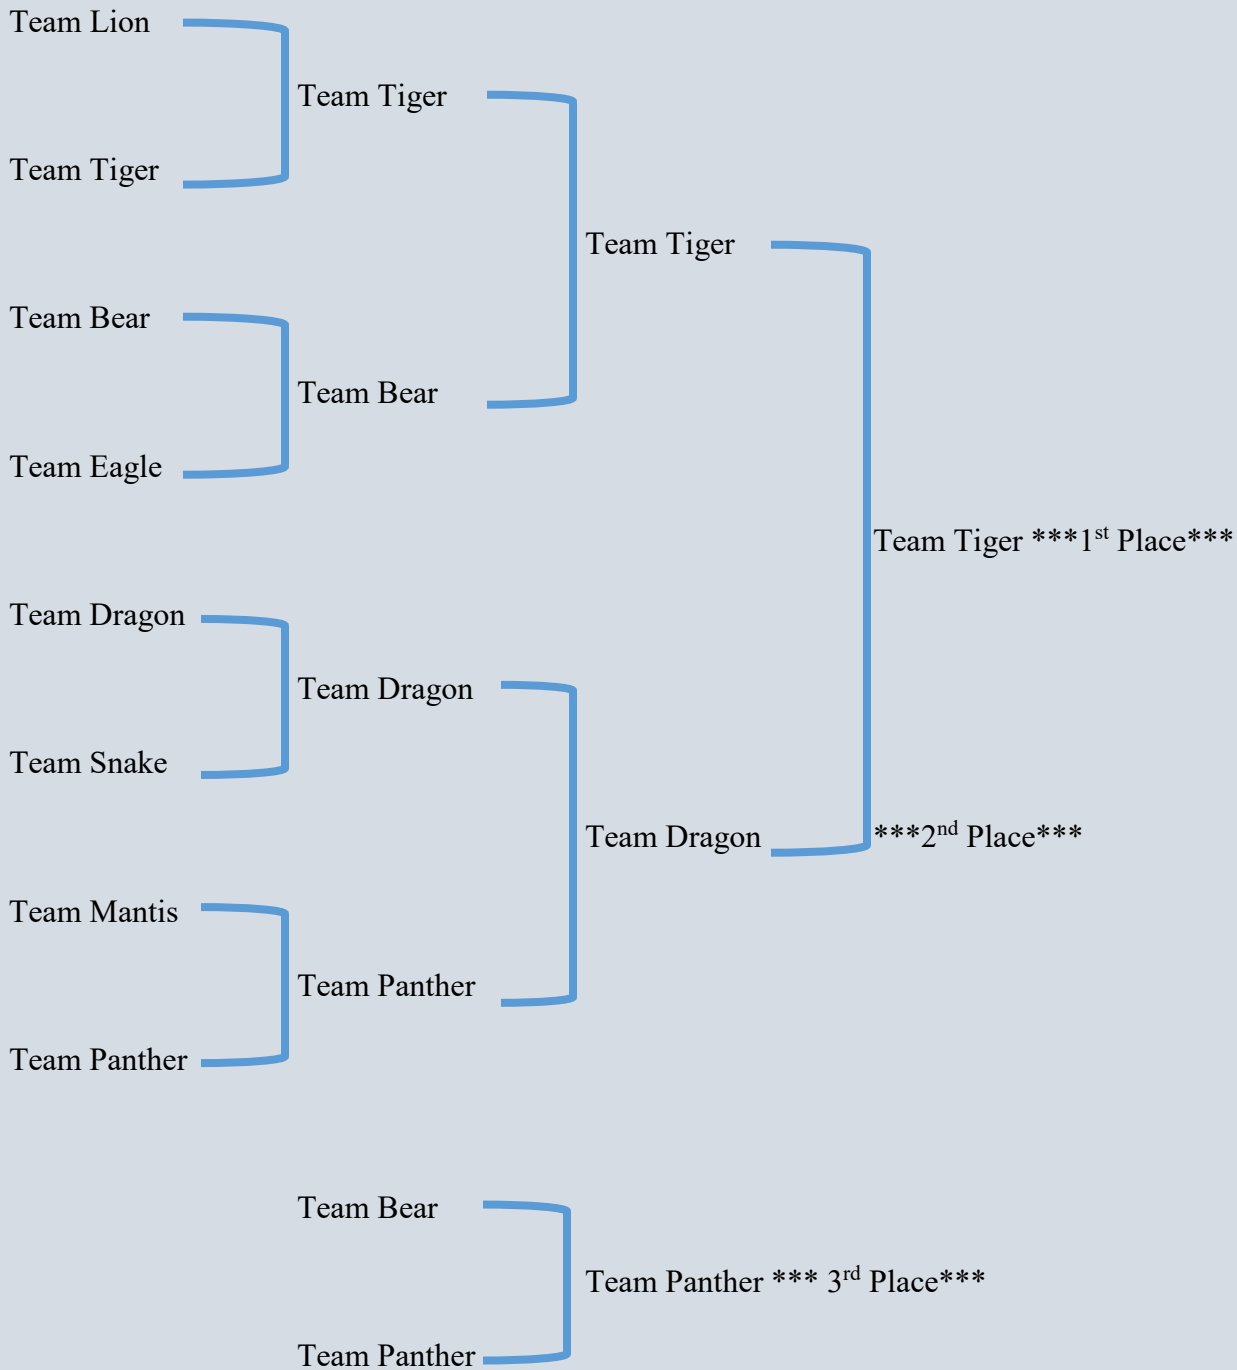 Team Lion
Team Tiger
Team Tiger
Team Tiger
Team Bear
Team Bear
Team Eagle
Team Tiger ***1st Place***
Team Dragon
Team Dragon
Team Snake
Team Dragon ***2nd Place***
Team Mantis
Team Panther
Team Panther
Team Bear
Team Panther *** 3rd Place***
Team Panther